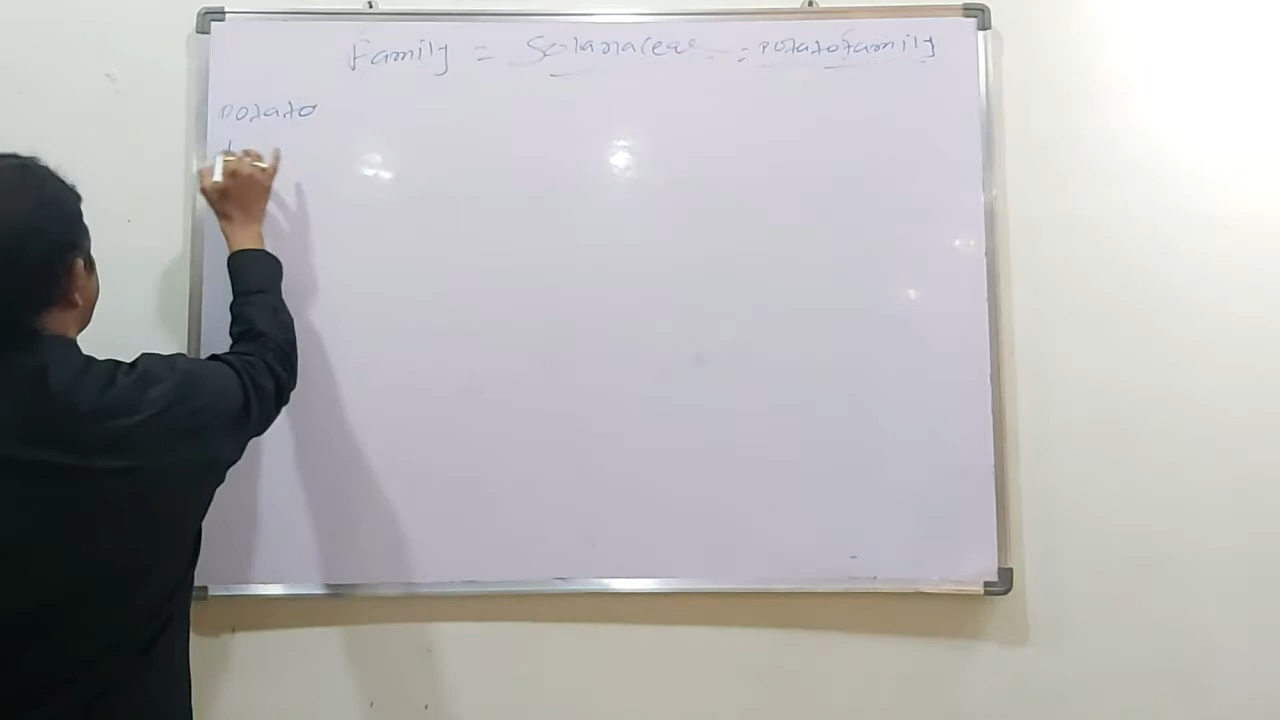 Family = Solanaceae = potato family
potato
t